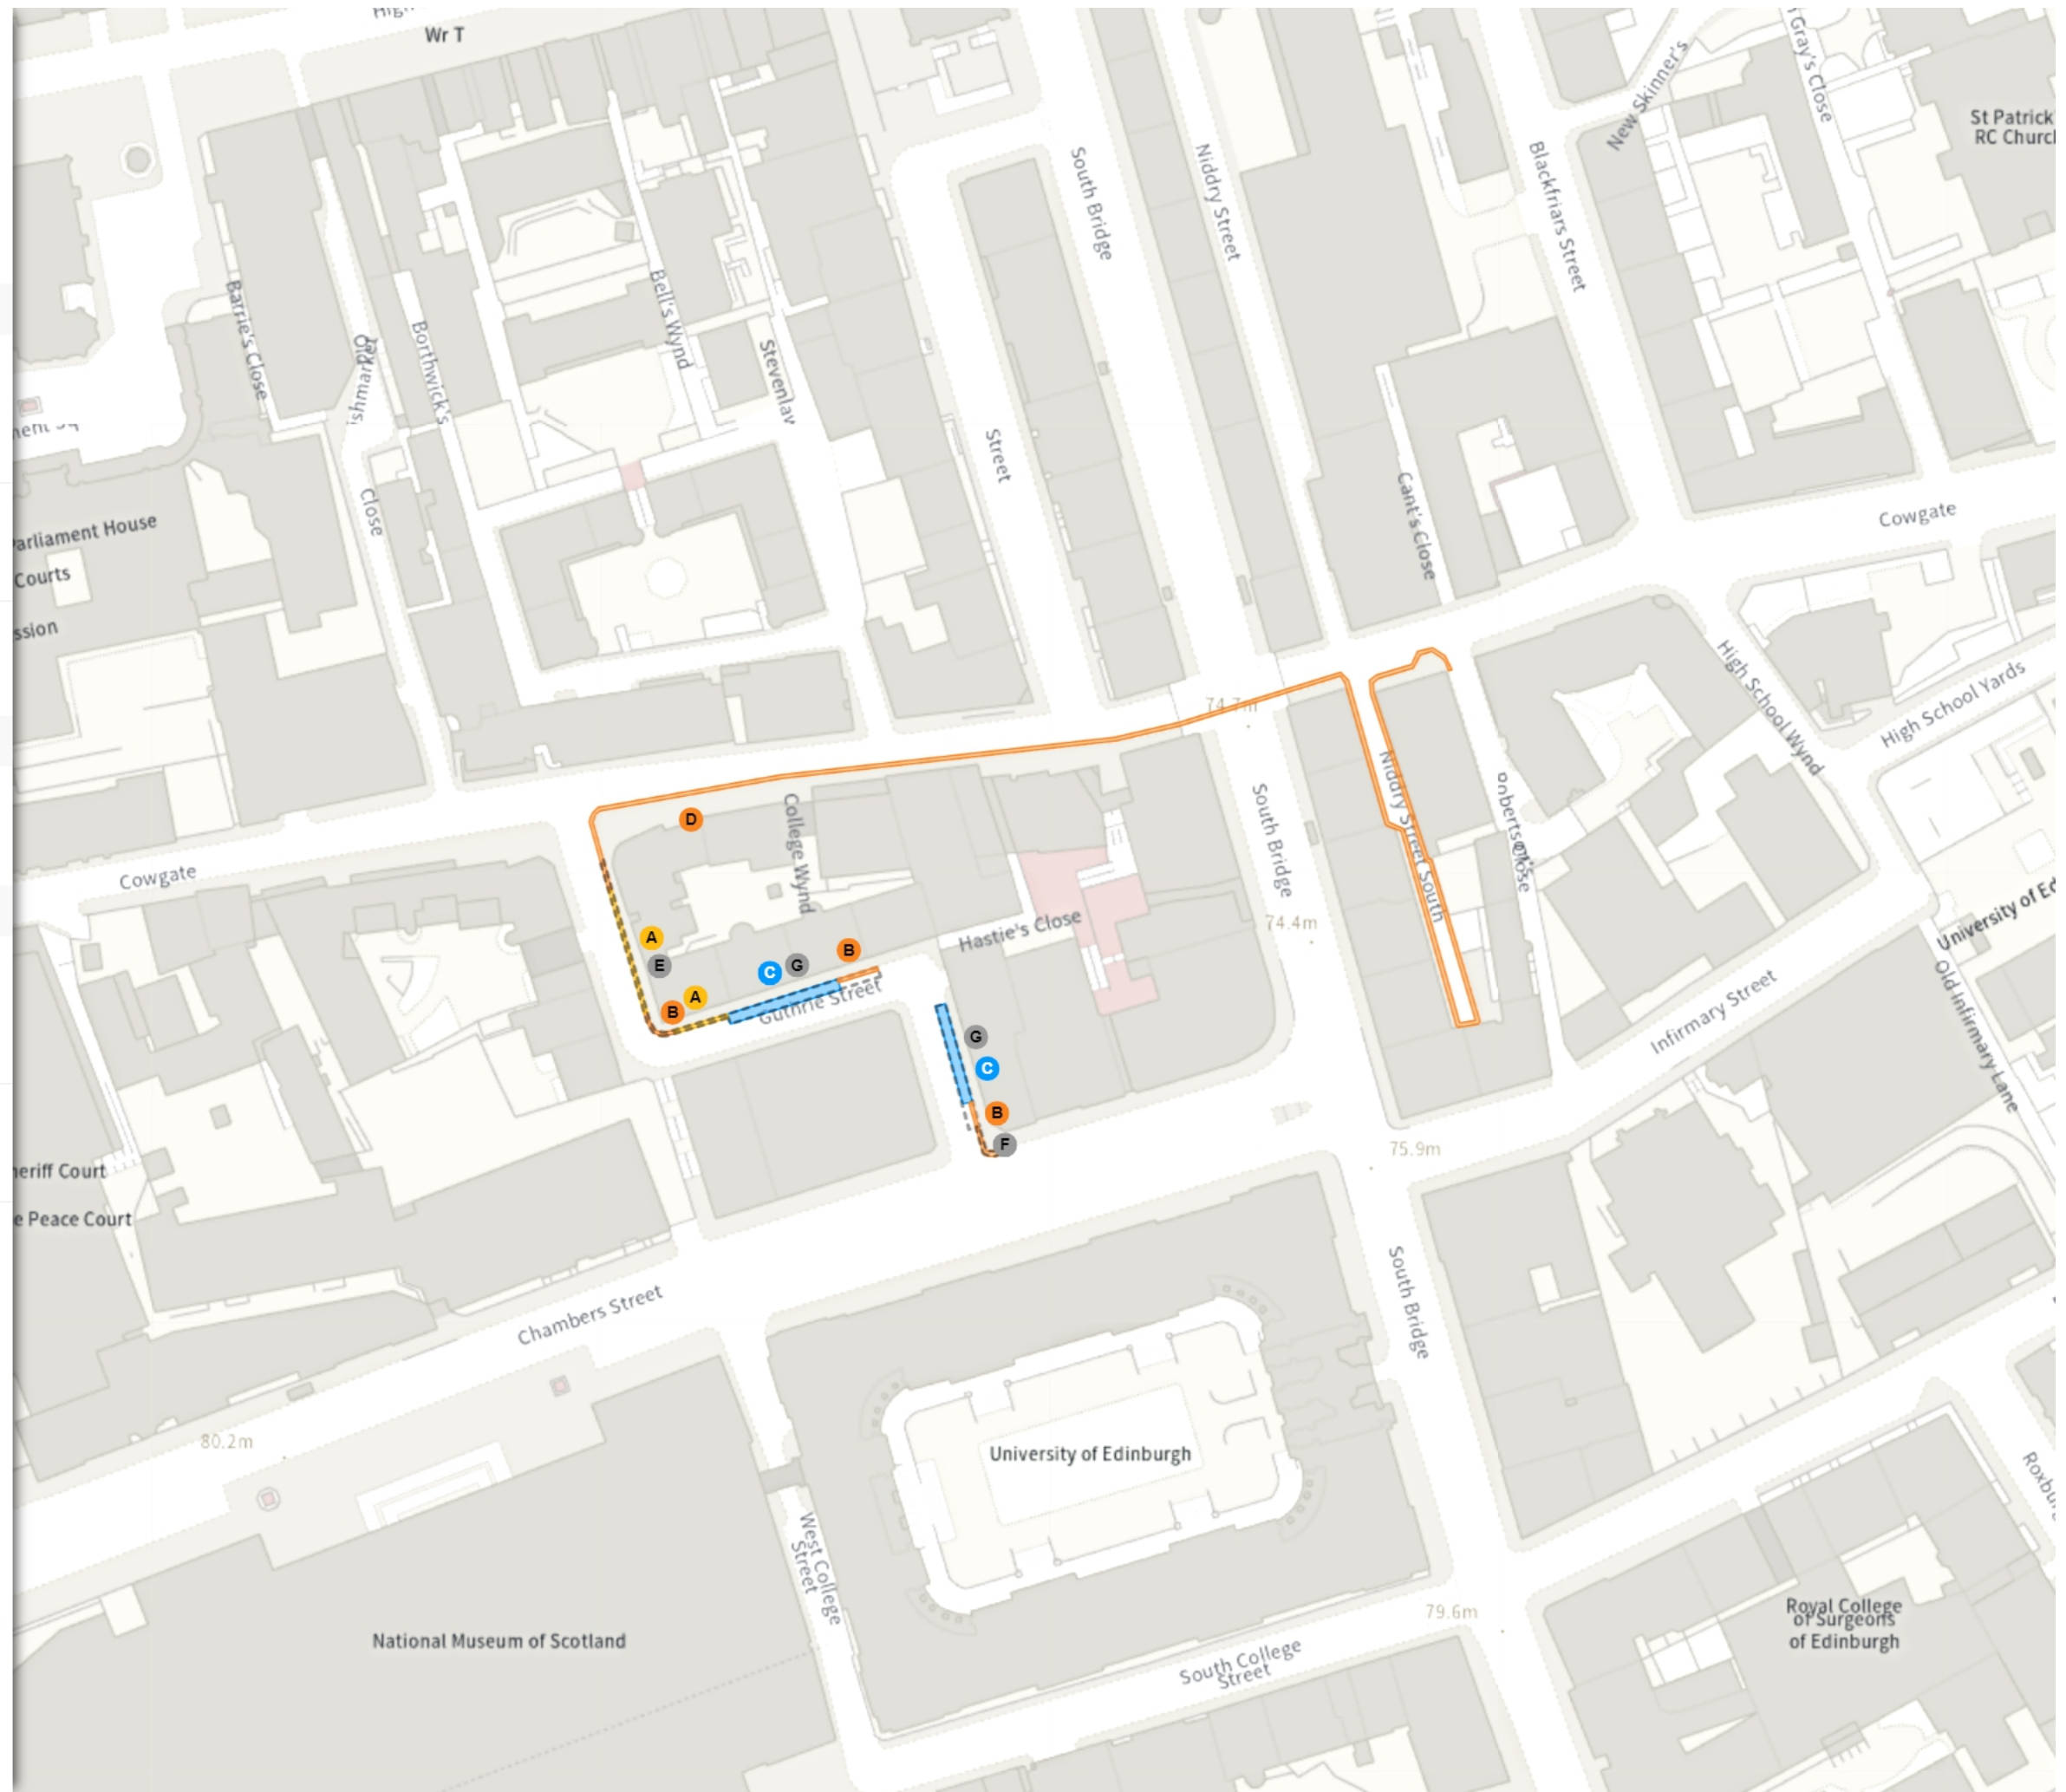 Wr T
St Patrick'
RC Church
New Skinner's
Gray's Close
South Bridge
Niddry Street
Blackfriars Street
Barrie's Close
Borthwick's
Bell's Wynd
Stevenlaw
Close
Street
Cant's Close
Cowgate
Parliament House
Courts
ssion
High School Wynd
High School Yards
74.7m
D
College Wynd
Cowgate
South Bridge
Niddry Street South
Close
A
E
Hastie's Close
74.4m
B
G
C
A
B
Guthrie Street
University of Ed
Old Infirmary Lane
Infirmary Street
G
C
B
F
75.9m
heriff Court
e Peace Court
Chambers Street
South Bridge
80.2m
University of Edinburgh
West College
Street
National Museum of Scotland
South College
Street
79.6m
Royal College
of Surgeons
of Edinburgh
Roxbur